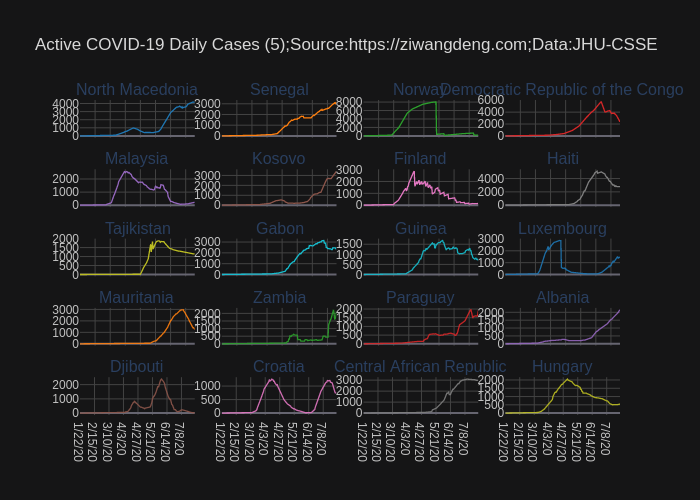 Active COVID-19 Daily Cases (5);Source:https://ziwangdeng.com;Data:JHU-CSSE
North Macedonia Senegal Norway Democratic Republic of the Congo
4000 3000 2000 1000 0
3000 2000 1000 0
8000 6000 4000 2000 0
6000 4000 2000 0
Malaysia Kosovo Finland Haiti
2000 1000 0
3000 2000 1000 0
3000 2000 1000 0
4000 2000 0
Tajikistan Gabon Guinea Luxembourg
2000 1500 1000 500 0
3000 2000 1000 0
1500 1000 500 0
3000 2000 1000 0
Mauritania Zambia Paraguay Albania
3000 2000 1000 0
2000 1500 1000 500 0
2000 1500 1000 500 0
2000 1000 0
Djibouti Croatia Central African Republic Hungary
2000 1000 0
1000 500 0
3000 2000 1000 0
2000 1500 1000 500 0
1/22/20 2/15/20 3/10/20 4/3/20 4/27/20 5/21/20 6/14/20 7/8/20
1/22/20 2/15/20 3/10/20 4/3/20 4/27/20 5/21/20 6/14/20 7/8/20
1/22/20 2/15/20 3/10/20 4/3/20 4/27/20 5/21/20 6/14/20 7/8/20
1/22/20 2/15/20 3/10/20 4/3/20 4/27/20 5/21/20 6/14/20 7/8/20